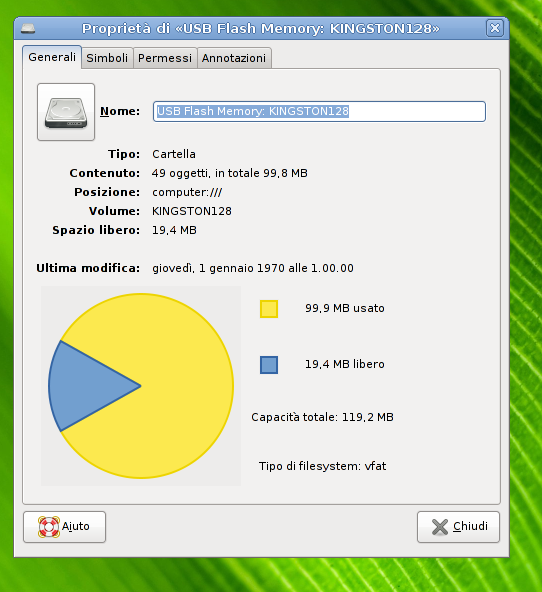 Proprietà di «USB Flash Memory: KINGSTON128»
Generali Simboli Permessi Annotazioni
Nome: USB Flash Memory: KINGSTON128
Tipo: Cartella
Contenuto: 49 oggetti, in totale 99,8 MB
Posizione: computer:///
Volume: KINGSTON128
Spazio libero: 19,4 MB
Ultima modifica: giovedì, 1 gennaio 1970 alle 1.00.00
99,9 MB usato
19,4 MB libero
Capacità totale: 119,2 MB
Tipo di filesystem: vfat
Aiuto Chiudi